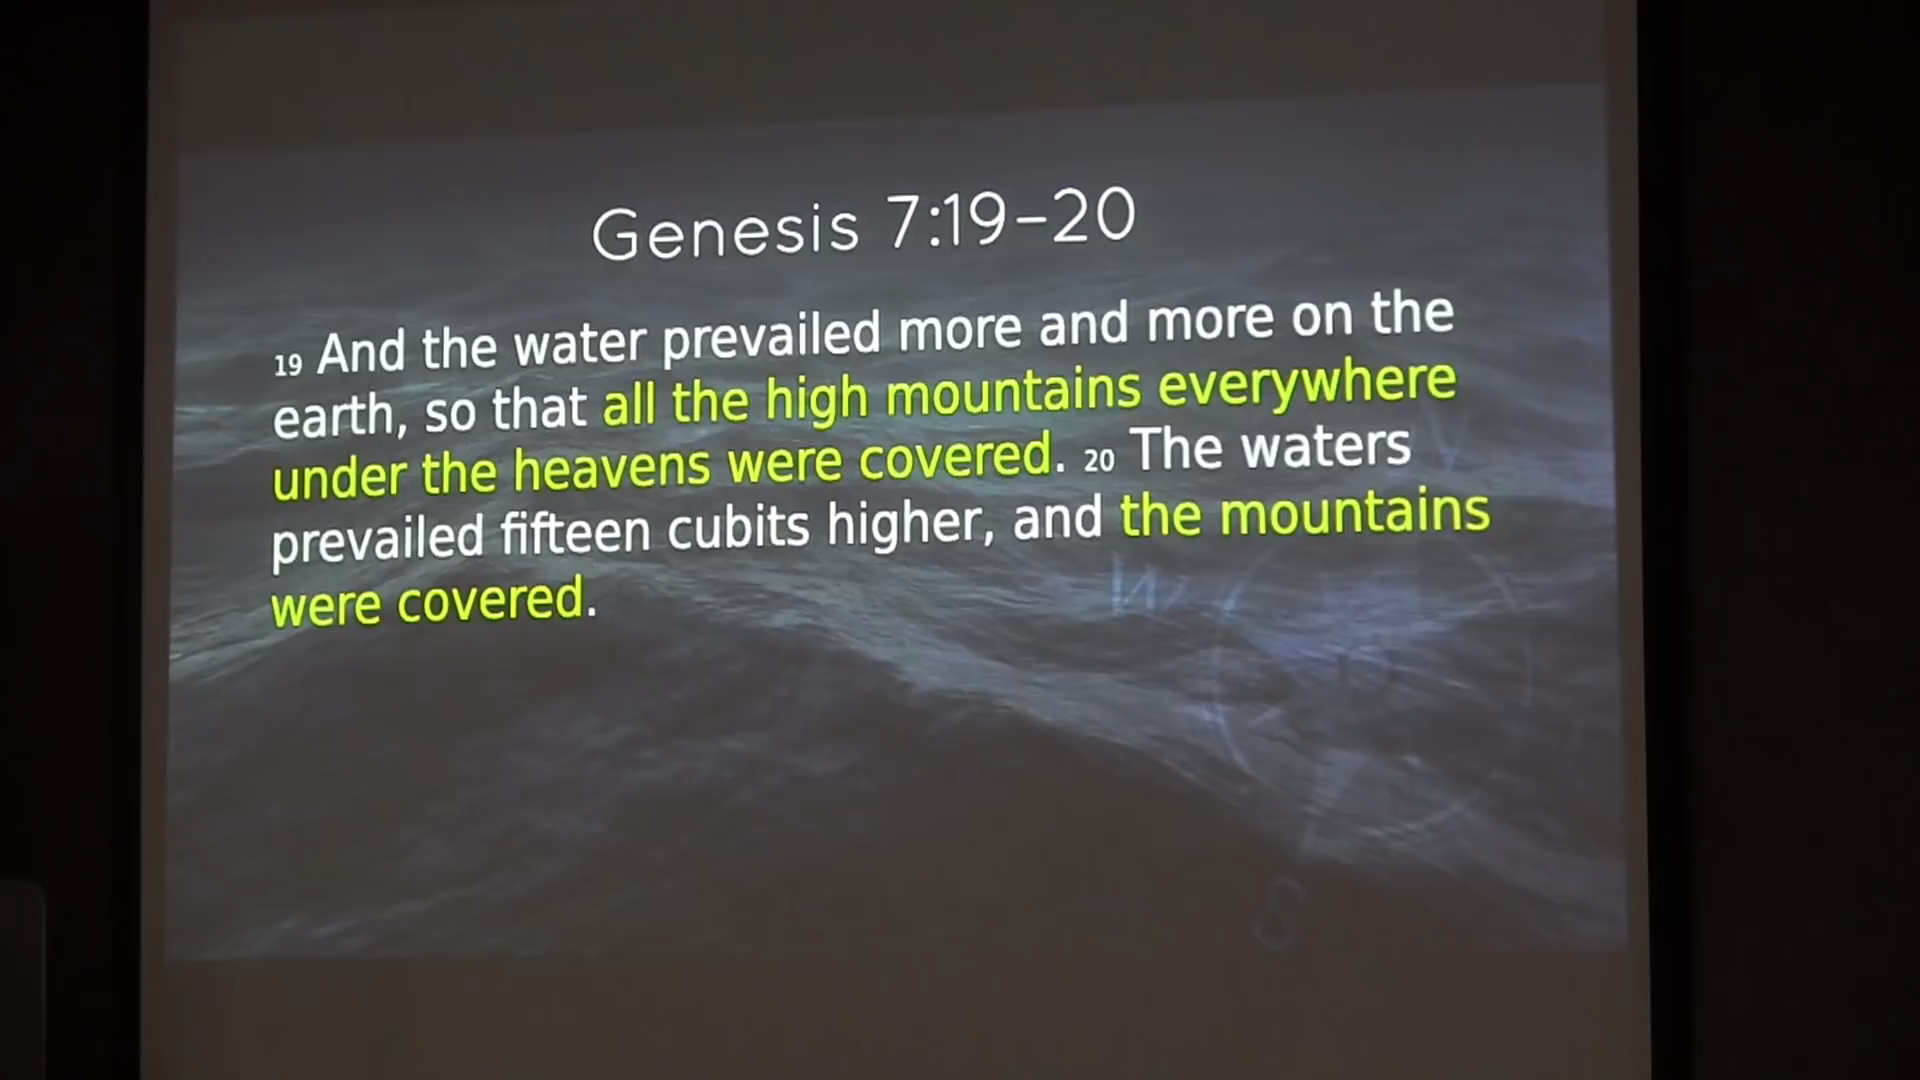 Genesis 7:19-20
19 And the water prevailed more and more on the
earth, so that all the high mountains everywhere
under the heavens were covered. 20 The waters
prevailed fifteen cubits higher, and the mountains
were covered.
W
S